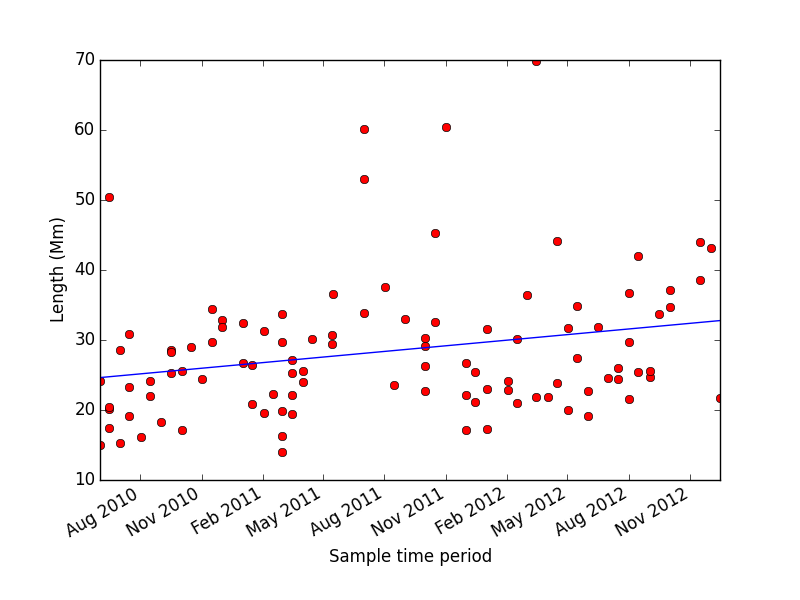 70
60
50
40
30
20
10
Length (Mm)
Aug 2010
Nov 2010
Feb 2011
May 2011
Aug 2011
Nov 2011
Feb 2012
May 2012
Aug 2012
Nov 2012
Sample time period